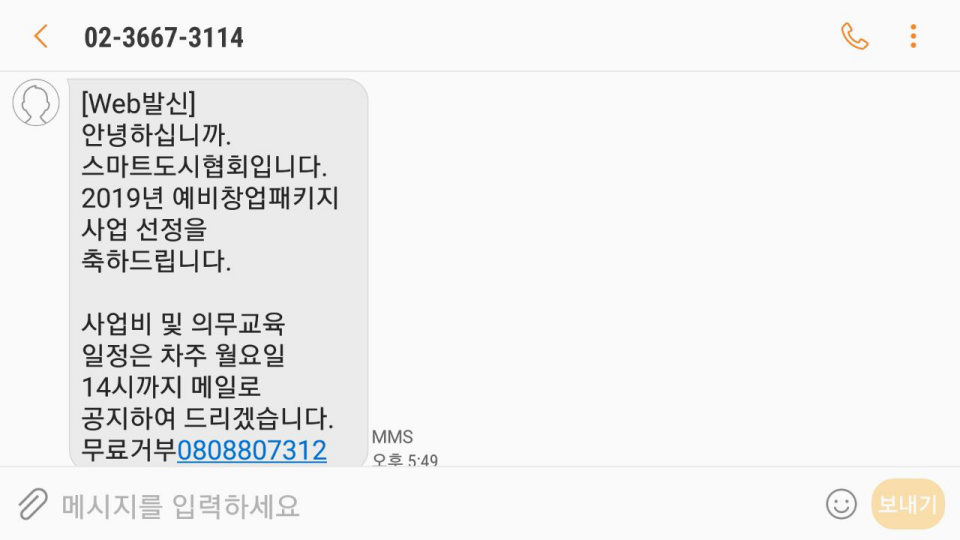 02-3667-3114
[Web발신]
안녕하십니까.
스마트도시협회입니다.
2019년 예비창업패키지
사업 선정을
축하드립니다.
사업비 및 의무교육
일정은 차주 월요일
14시까지 메일로
공지하여 드리겠습니다.
무료거부0808807312
MMS
오후 5:49
메시지를 입력하세요
보내기